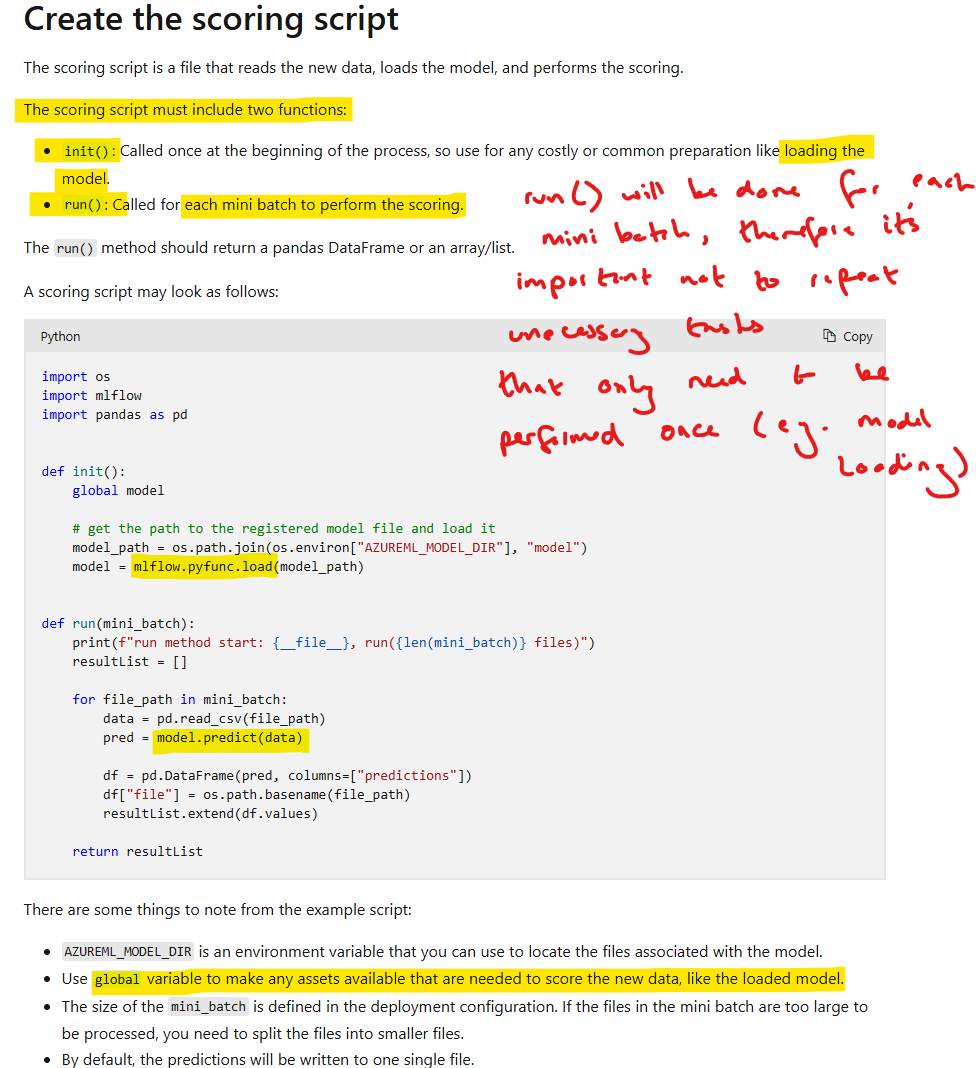 Create the scoring script
The scoring script is a file that reads the new data, loads the model, and performs the scoring.
The scoring script must include two functions:
• init(): Called once at the beginning of the process, so use for any costly or common preparation like loading the
model.
• run(): Called for each mini batch to perform the scoring.
run() will be done for each
mini batch, therefore it's
important not to repeat
unecessery tasks
that only need to be
performed once (eg. model
loading)
The run() method should return a pandas DataFrame or an array/list.
A scoring script may look as follows:
Python
Copy
import os
import mlflow
import pandas as pd
def init():
    global model
    # get the path to the registered model file and load it
    model_path = os.path.join(os.environ["AZUREML_MODEL_DIR"], "model")
    model = mlflow.pyfunc.load(model_path)
def run(mini_batch):
    print(f"run method start: {__file__}, run({len(mini_batch)} files)")
    resultList = []
    for file_path in mini_batch:
        data = pd.read_csv(file_path)
        pred = model.predict(data)
        df = pd.DataFrame(pred, columns=["predictions"])
        df["file"] = os.path.basename(file_path)
        resultList.extend(df.values)
    return resultList
There are some things to note from the example script:
• AZUREML_MODEL_DIR is an environment variable that you can use to locate the files associated with the model.
• Use global variable to make any assets available that are needed to score the new data, like the loaded model.
• The size of the mini_batch is defined in the deployment configuration. If the files in the mini batch are too large to
be processed, you need to split the files into smaller files.
• By default, the predictions will be written to one single file.